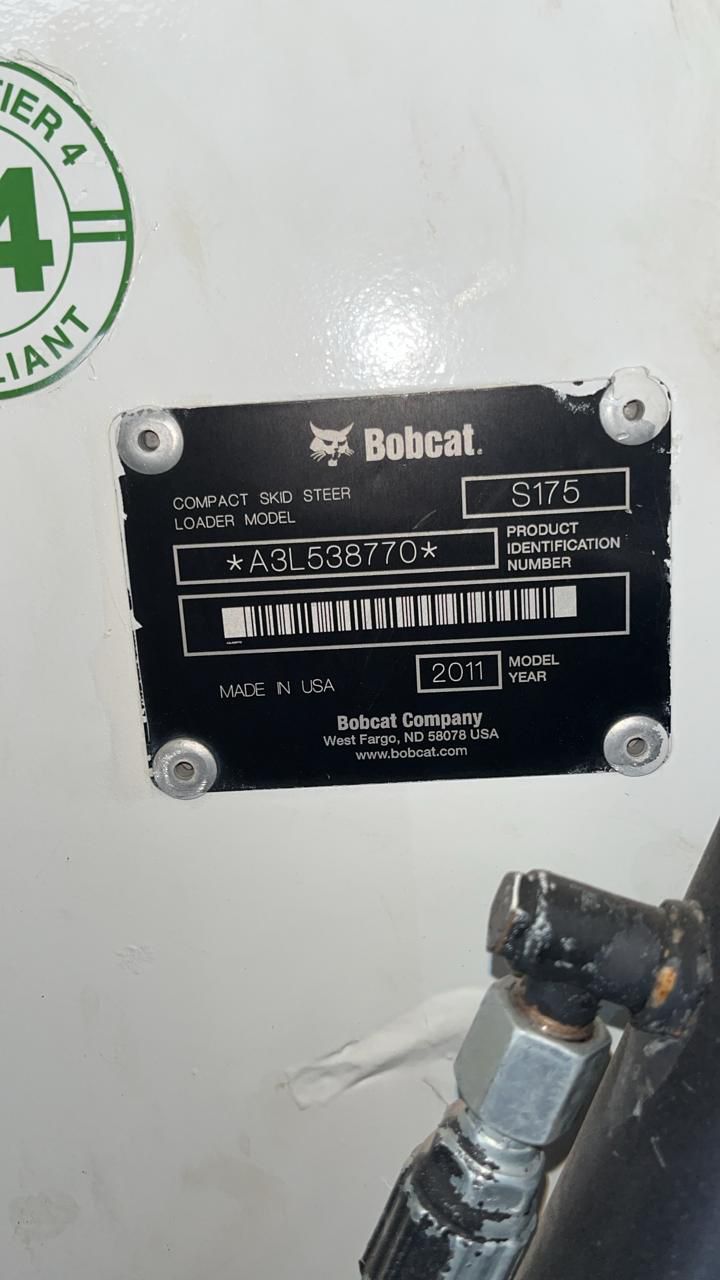 TIER 4
4
LIANT
Bobcat.
COMPACT SKID STEER
LOADER MODEL
S175
*A3L538770*
PRODUCT
IDENTIFICATION
NUMBER
MADE IN USA
2011
MODEL
YEAR
Bobcat Company
West Fargo, ND 58078 USA
www.bobcat.com